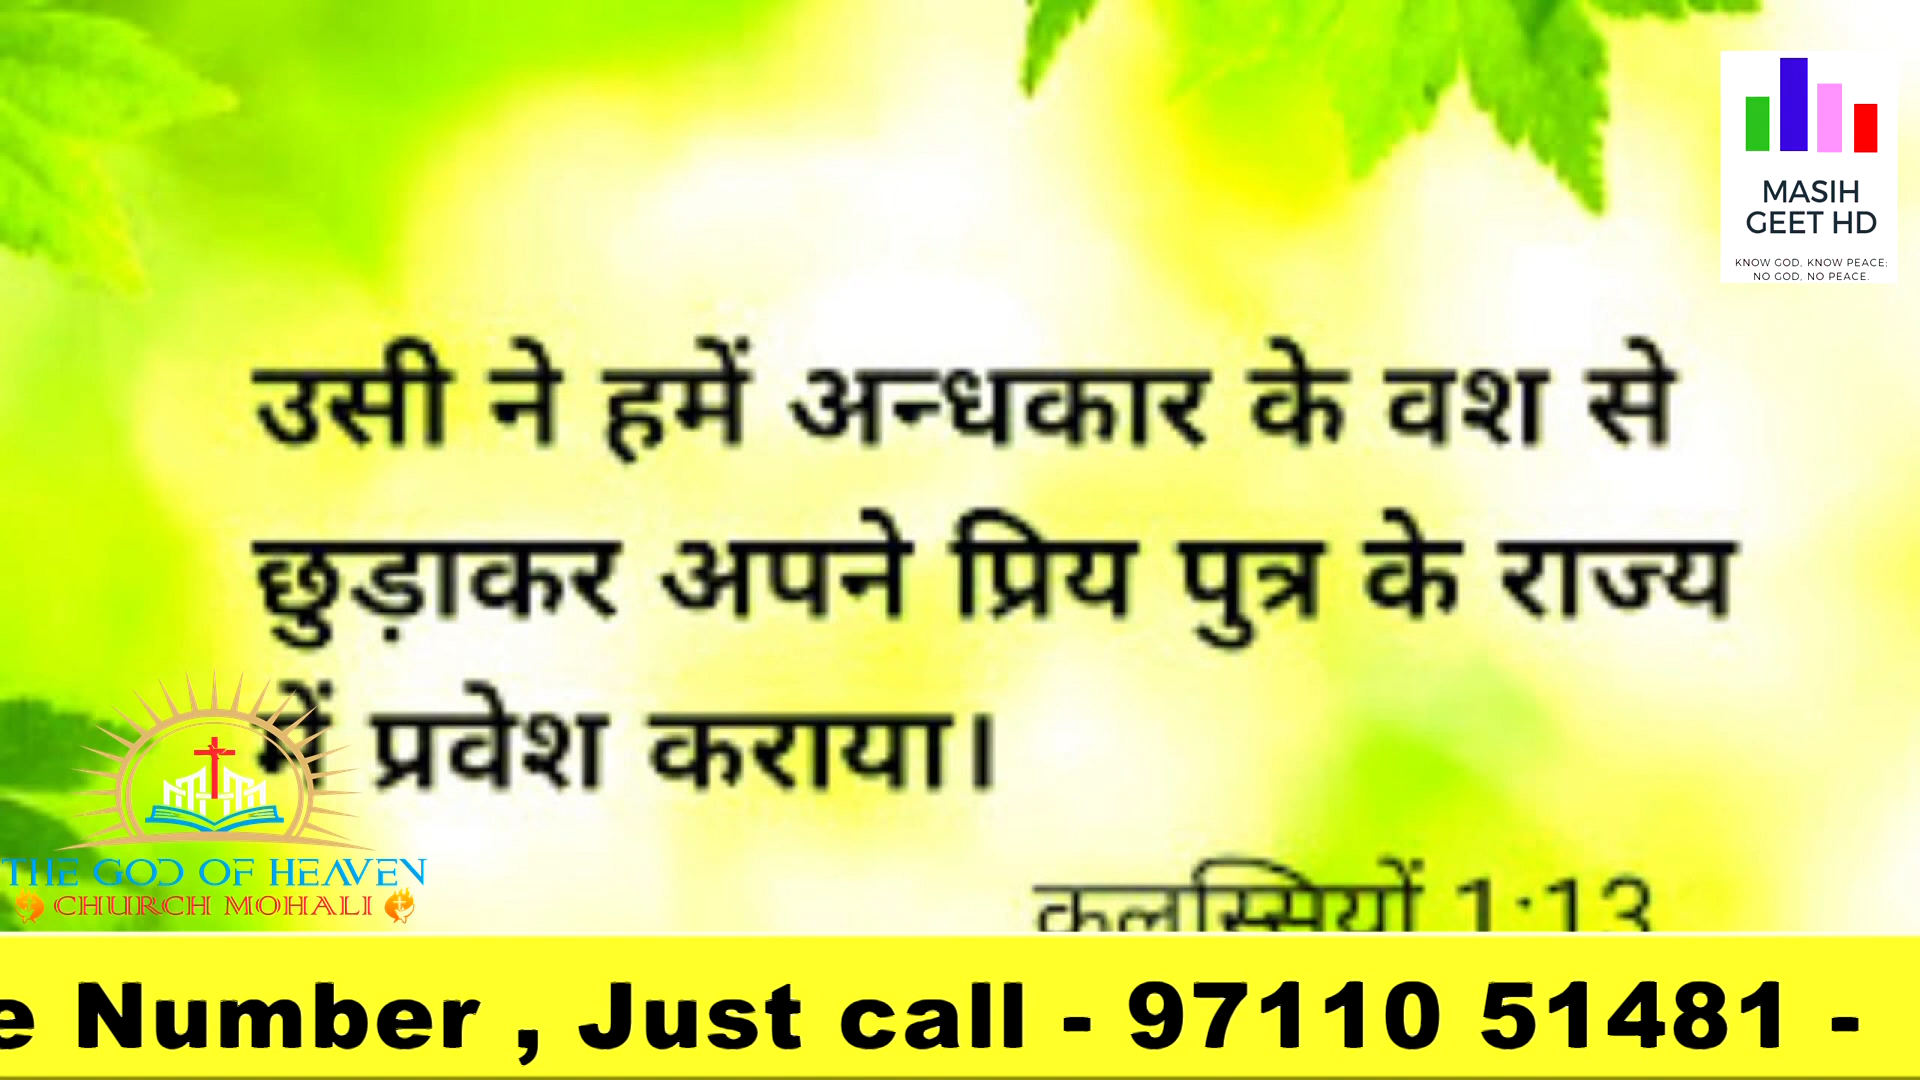 MASIH
GEET HD
KNOW GOD, KNOW PEACE;
NO GOD, NO PEACE.
उसी ने हमें अन्धकार के वश से
छुड़ाकर अपने प्रिय पुत्र के राज्य
में प्रवेश कराया।
कुलुस्सियों 1:13
THE GOD OF HEAVEN
CHURCH MOHALI
e Number , Just call - 97110 51481 -